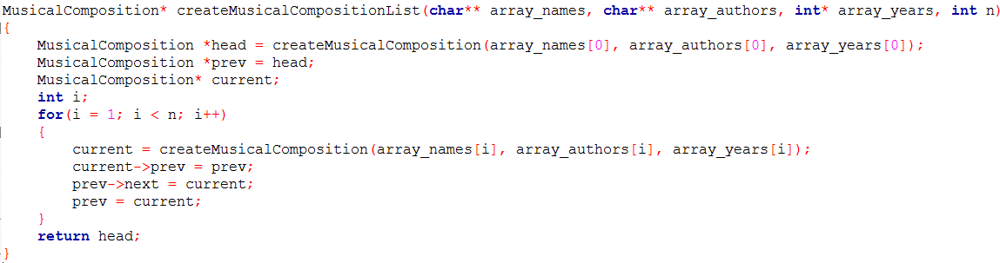 MusicalComposition* createMusicalCompositionList(char** array_names, char** array_authors, int* array_years, int n)
{
    MusicalComposition *head = createMusicalComposition(array_names[0], array_authors[0], array_years[0]);
    MusicalComposition *prev = head;
    MusicalComposition* current;
    int i;
    for(i = 1; i < n; i++)
    {
        current = createMusicalComposition(array_names[i], array_authors[i], array_years[i]);
        current->prev = prev;
        prev->next = current;
        prev = current;
    }
    return head;
}